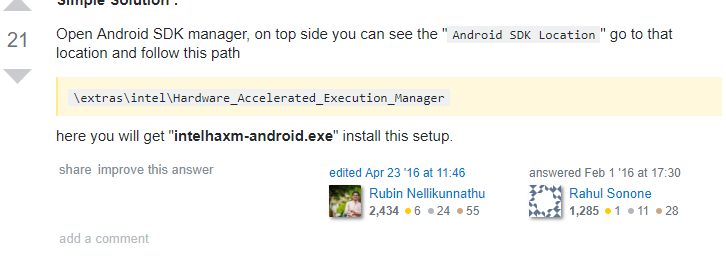 Simple Solution :
21
Open Android SDK manager, on top side you can see the " Android SDK Location " go to that
location and follow this path
\extras\intel\Hardware_Accelerated_Execution_Manager
here you will get "intelhaxm-android.exe" install this setup.
share improve this answer
edited Apr 23 '16 at 11:46
Rubin Nellikunnathu
2,434 ●6 ●24 ●55
answered Feb 1 '16 at 17:30
Rahul Sonone
1,285 ●1 ●11 ●28
add a comment